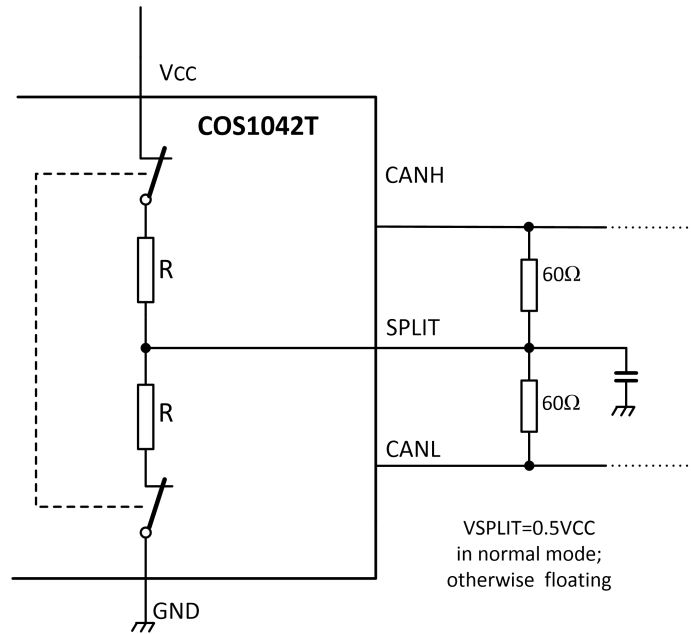 VCC
COS1042T
CANH
R
60Ω
SPLIT
R
60Ω
CANL
VSPLIT=0.5VCC
in normal mode;
otherwise floating
GND